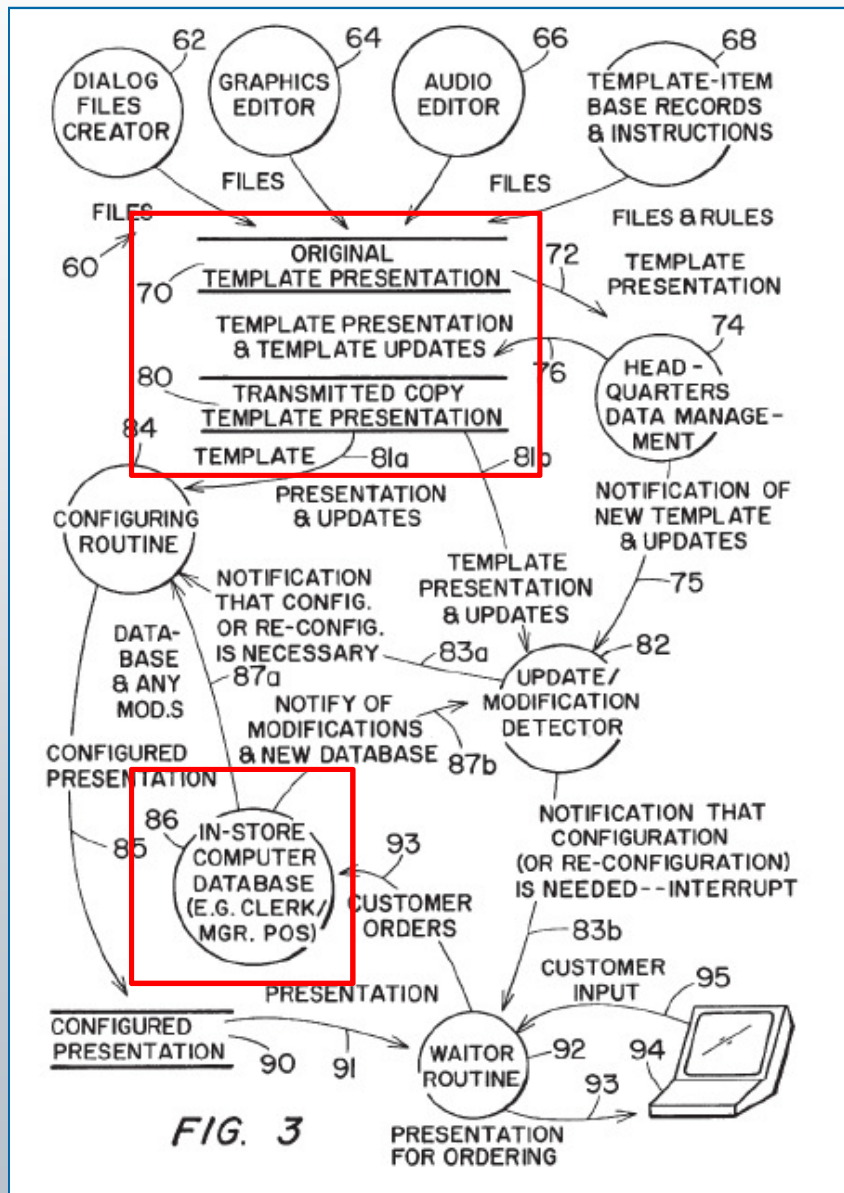 62
64
66
68
DIALOG
FILES
CREATOR
GRAPHICS
EDITOR
AUDIO
EDITOR
TEMPLATE-ITEM
BASE RECORDS
& INSTRUCTIONS
FILES
FILES
FILES
FILES & RULES
60
ORIGINAL
TEMPLATE PRESENTATION
70
72
TEMPLATE
PRESENTATION
TEMPLATE PRESENTATION
& TEMPLATE UPDATES
76
74
HEAD-
QUARTERS
DATA MANAGE-
MENT
80
TRANSMITTED COPY
TEMPLATE PRESENTATION
84
TEMPLATE
81a
81b
PRESENTATION
& UPDATES
CONFIGURING
ROUTINE
NOTIFICATION OF
NEW TEMPLATE
& UPDATES
75
TEMPLATE
PRESENTATION
& UPDATES
NOTIFICATION
THAT CONFIG.
OR RE-CONFIG.
IS NECESSARY
83a
82
UPDATE/
MODIFICATION
DETECTOR
DATA-
BASE
& ANY
MOD.S
87a
NOTIFY OF
MODIFICATIONS
& NEW DATABASE
87b
CONFIGURED
PRESENTATION
85
86
IN-STORE
COMPUTER
DATABASE
(E.G. CLERK/
MGR. POS)
93
CUSTOMER
ORDERS
NOTIFICATION THAT
CONFIGURATION
(OR RE-CONFIGURATION)
IS NEEDED--INTERRUPT
83b
CUSTOMER
INPUT
95
PRESENTATION
CONFIGURED
PRESENTATION
90
91
WAITOR
ROUTINE
92
94
93
FIG. 3
PRESENTATION
FOR ORDERING